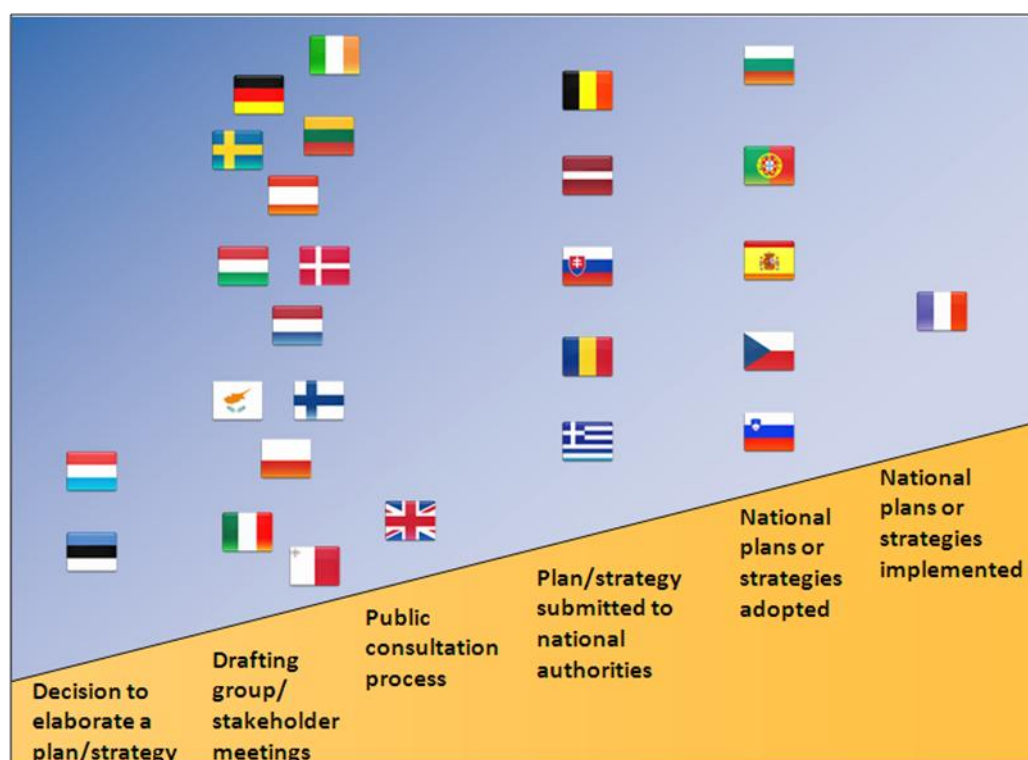 Decision to
elaborate a
plan/strategy
Drafting
group/
stakeholder
meetings
Public
consultation
process
Plan/strategy
submitted to
national
authorities
National
plans or
strategies
adopted
National
plans or
strategies
implemented